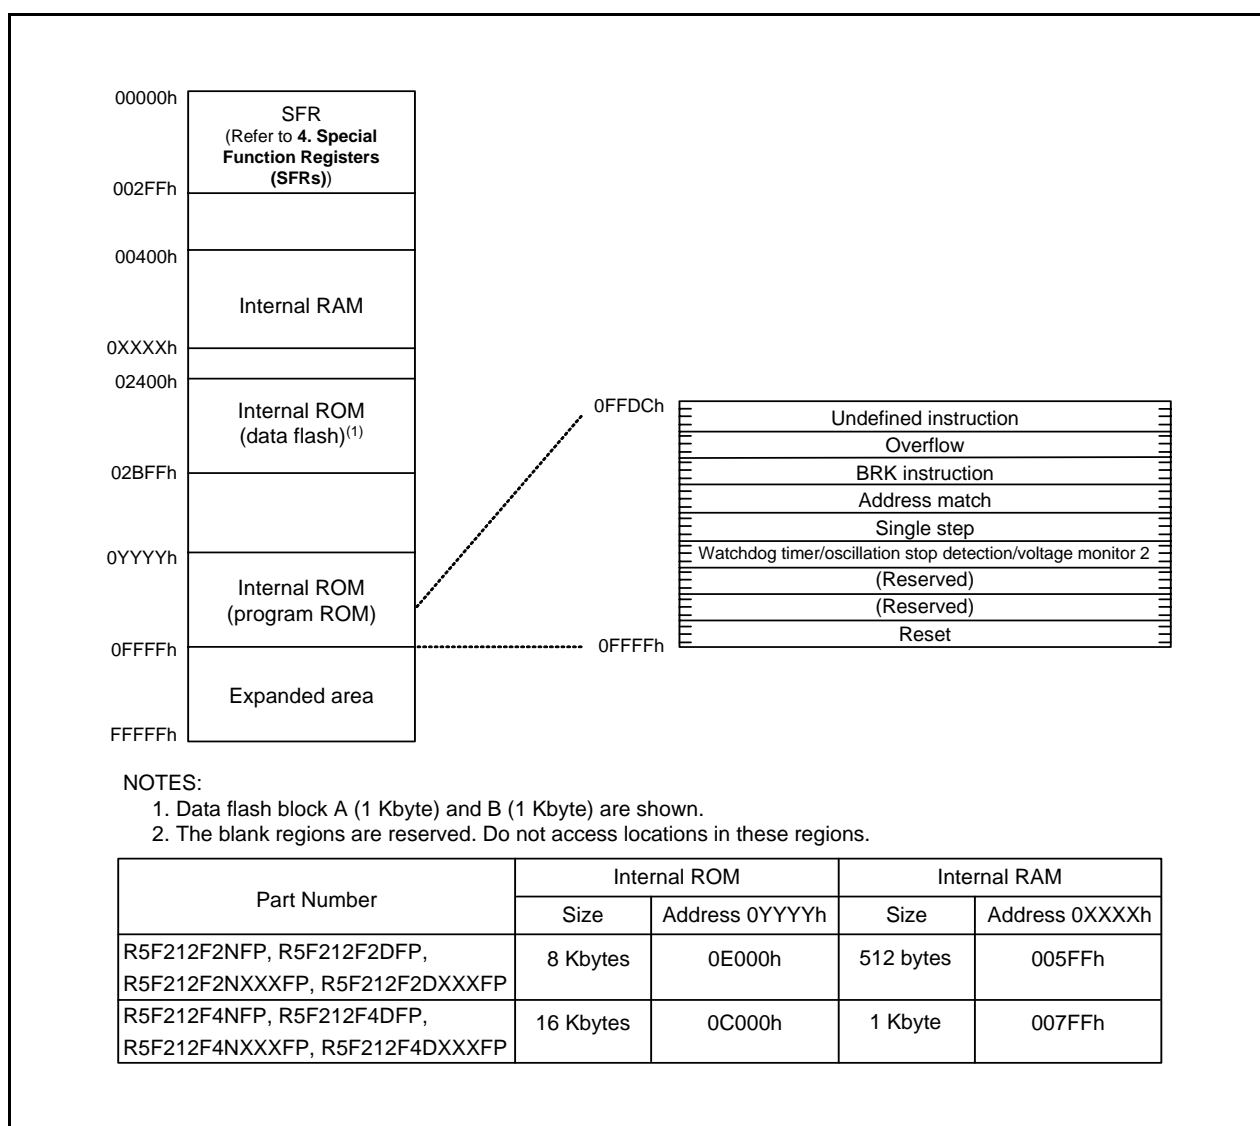 00000h
SFR
(Refer to 4. Special
Function Registers
(SFRs))
002FFh
00400h
Internal RAM
0XXXXh
02400h
Internal ROM
(data flash)(1)
02BFFh
0YYYYh
Internal ROM
(program ROM)
0FFFFh
Expanded area
FFFFFh
0FFDCh
Undefined instruction
Overflow
BRK instruction
Address match
Single step
Watchdog timer/oscillation stop detection/voltage monitor 2
(Reserved)
(Reserved)
Reset
0FFFFh
NOTES:
1. Data flash block A (1 Kbyte) and B (1 Kbyte) are shown.
2. The blank regions are reserved. Do not access locations in these regions.
Part Number Internal ROM Internal RAM
Size Address 0YYYYh Size Address 0XXXXh
R5F212F2NFP, R5F212F2DFP,
R5F212F2NXXXFP, R5F212F2DXXXFP
8 Kbytes 0E000h 512 bytes 005FFh
R5F212F4NFP, R5F212F4DFP,
R5F212F4NXXXFP, R5F212F4DXXXFP
16 Kbytes 0C000h 1 Kbyte 007FFh